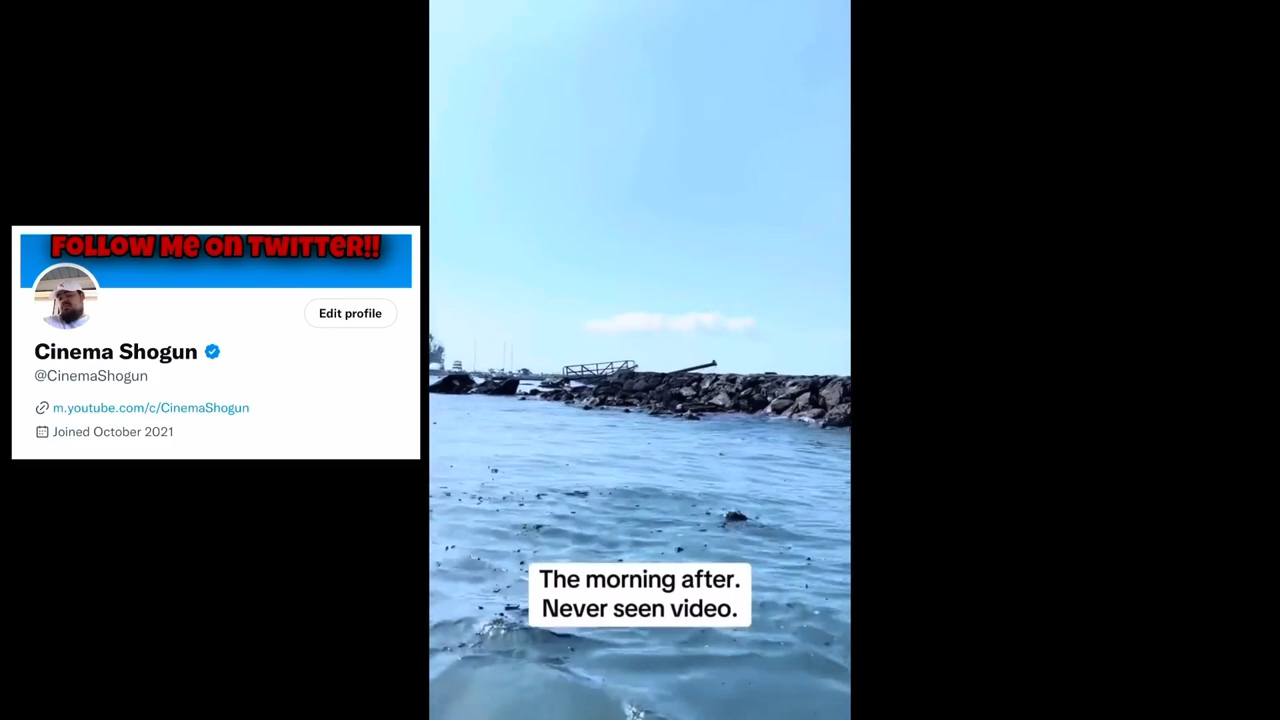 FOLLOW ME ON TWITTER!!
Edit profile
Cinema Shogun
@CinemaShogun
m.youtube.com/c/CinemaShogun
Joined October 2021
The morning after.
Never seen video.